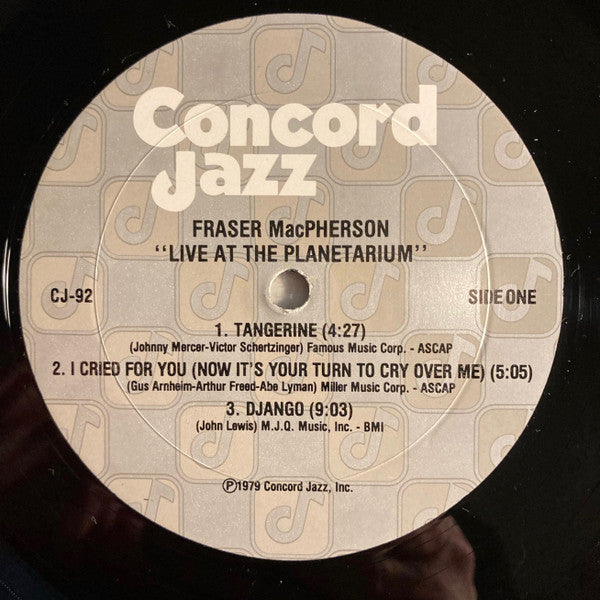 Concord
Jazz
FRASER MacPHERSON
"LIVE AT THE PLANETARIUM"
CJ-92
SIDE ONE
1. TANGERINE (4:27)
(Johnny Mercer-Victor Schertzinger) Famous Music Corp. - ASCAP
2. I CRIED FOR YOU (NOW IT'S YOUR TURN TO CRY OVER ME) (5:05)
(Gus Arnheim-Arthur Freed-Abe Lyman) Miller Music Corp. - ASCAP
3. DJANGO (9:03)
(John Lewis) M.J.Q. Music, Inc. - BMI
℗1979 Concord Jazz, Inc.